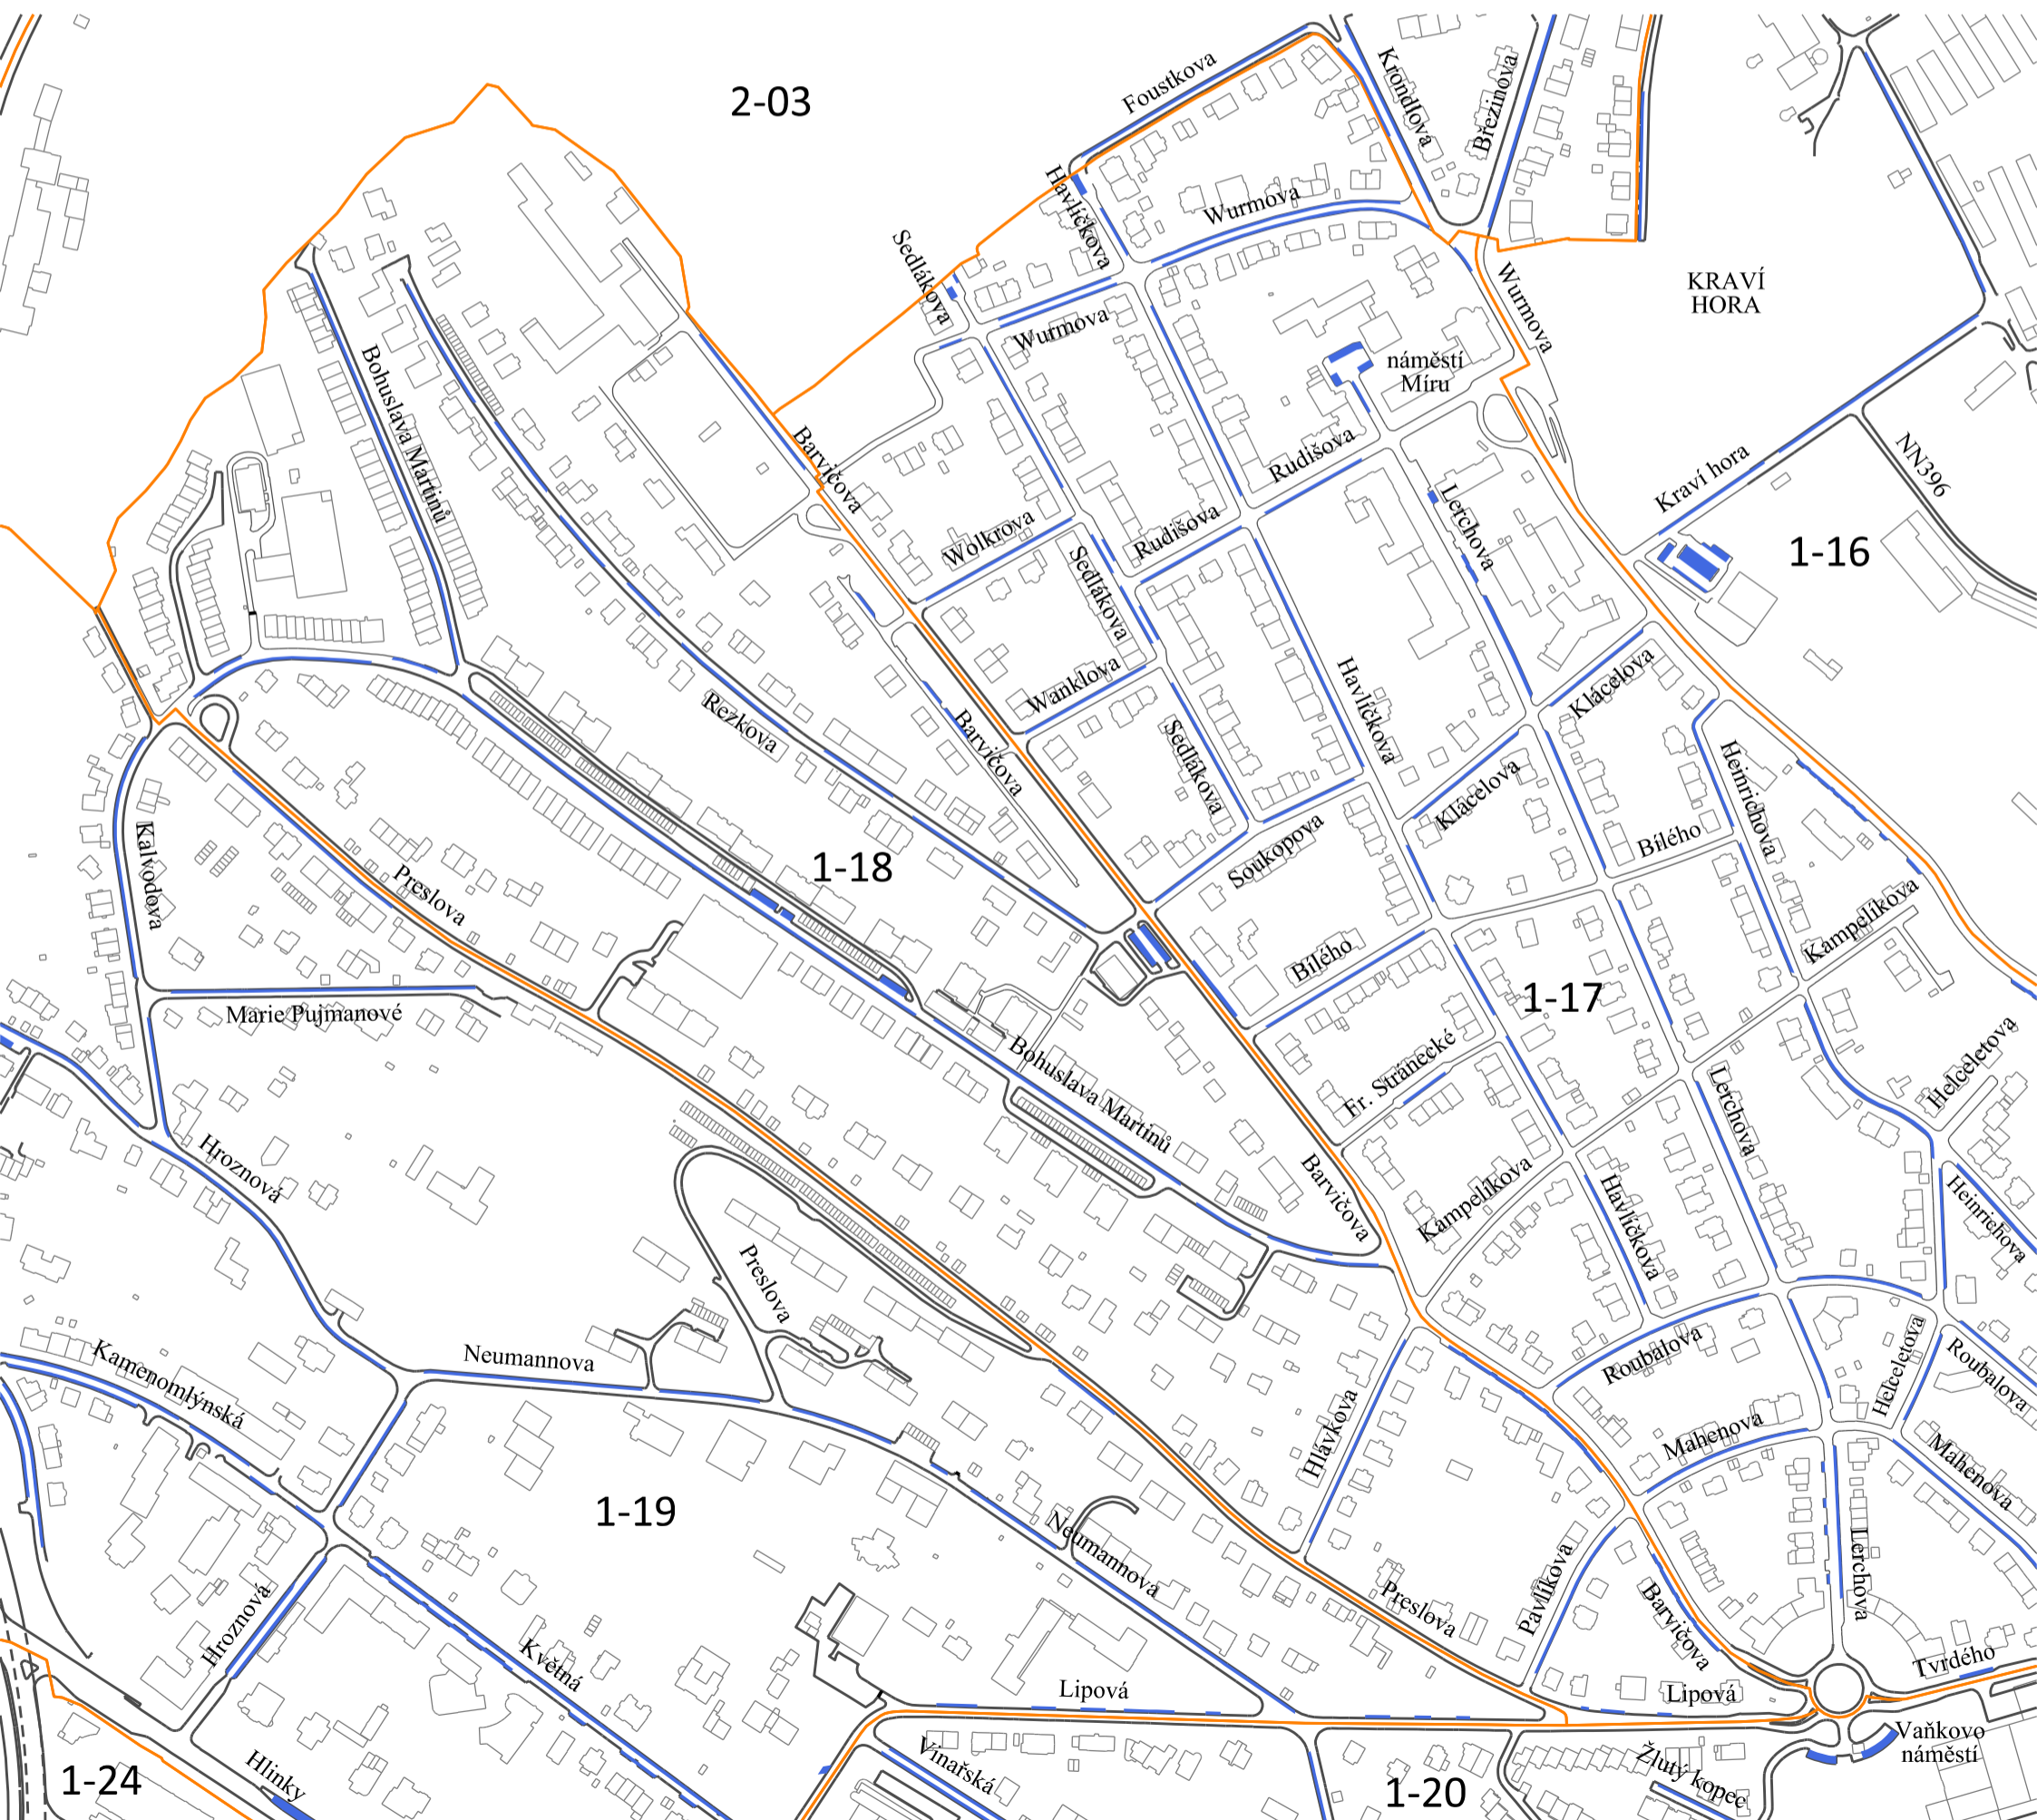 2-03
Foustkova
Krondlova
Březinova
Havlíčkova
Wurmova
Sedlákova
Wurmova
Wurmova
KRAVÍ
HORA
náměstí
Míru
Bohuslava Martinů
Barvičova
Rudišova
Lerchova
Kraví hora
NN396
1-16
Wolkrova
Rudišova
Sedlákova
Wanklova
Klácelova
Havlíčkova
Rezkova
Barvičova
Sedlákova
Klácelova
Heinrichova
Bílého
Kalvodova
Preslova
1-18
Soukopova
Kampelíkova
Bílého
1-17
Marie Pujmanové
Bohuslava Martinů
Fr. Stránecké
Lerchova
Helceletova
Hroznová
Barvičova
Kampelíkova
Havlíčkova
Heinrichova
Preslova
Neumannova
Kamenomlýnská
Roubalova
Helceletova
Roubalova
Hlávkova
Mahenova
Mahenova
1-19
Neumannova
Lerchova
Preslova
Pavlíkova
Barvičova
Hroznová
Květná
Lipová
Lipová
Tvrdého
Vaňkovo
náměstí
Vinařská
Žlutý kopec
Hlinky
1-24
1-20